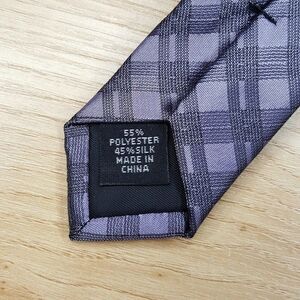 55%
POLYESTER
45%SILK
MADE IN
CHINA